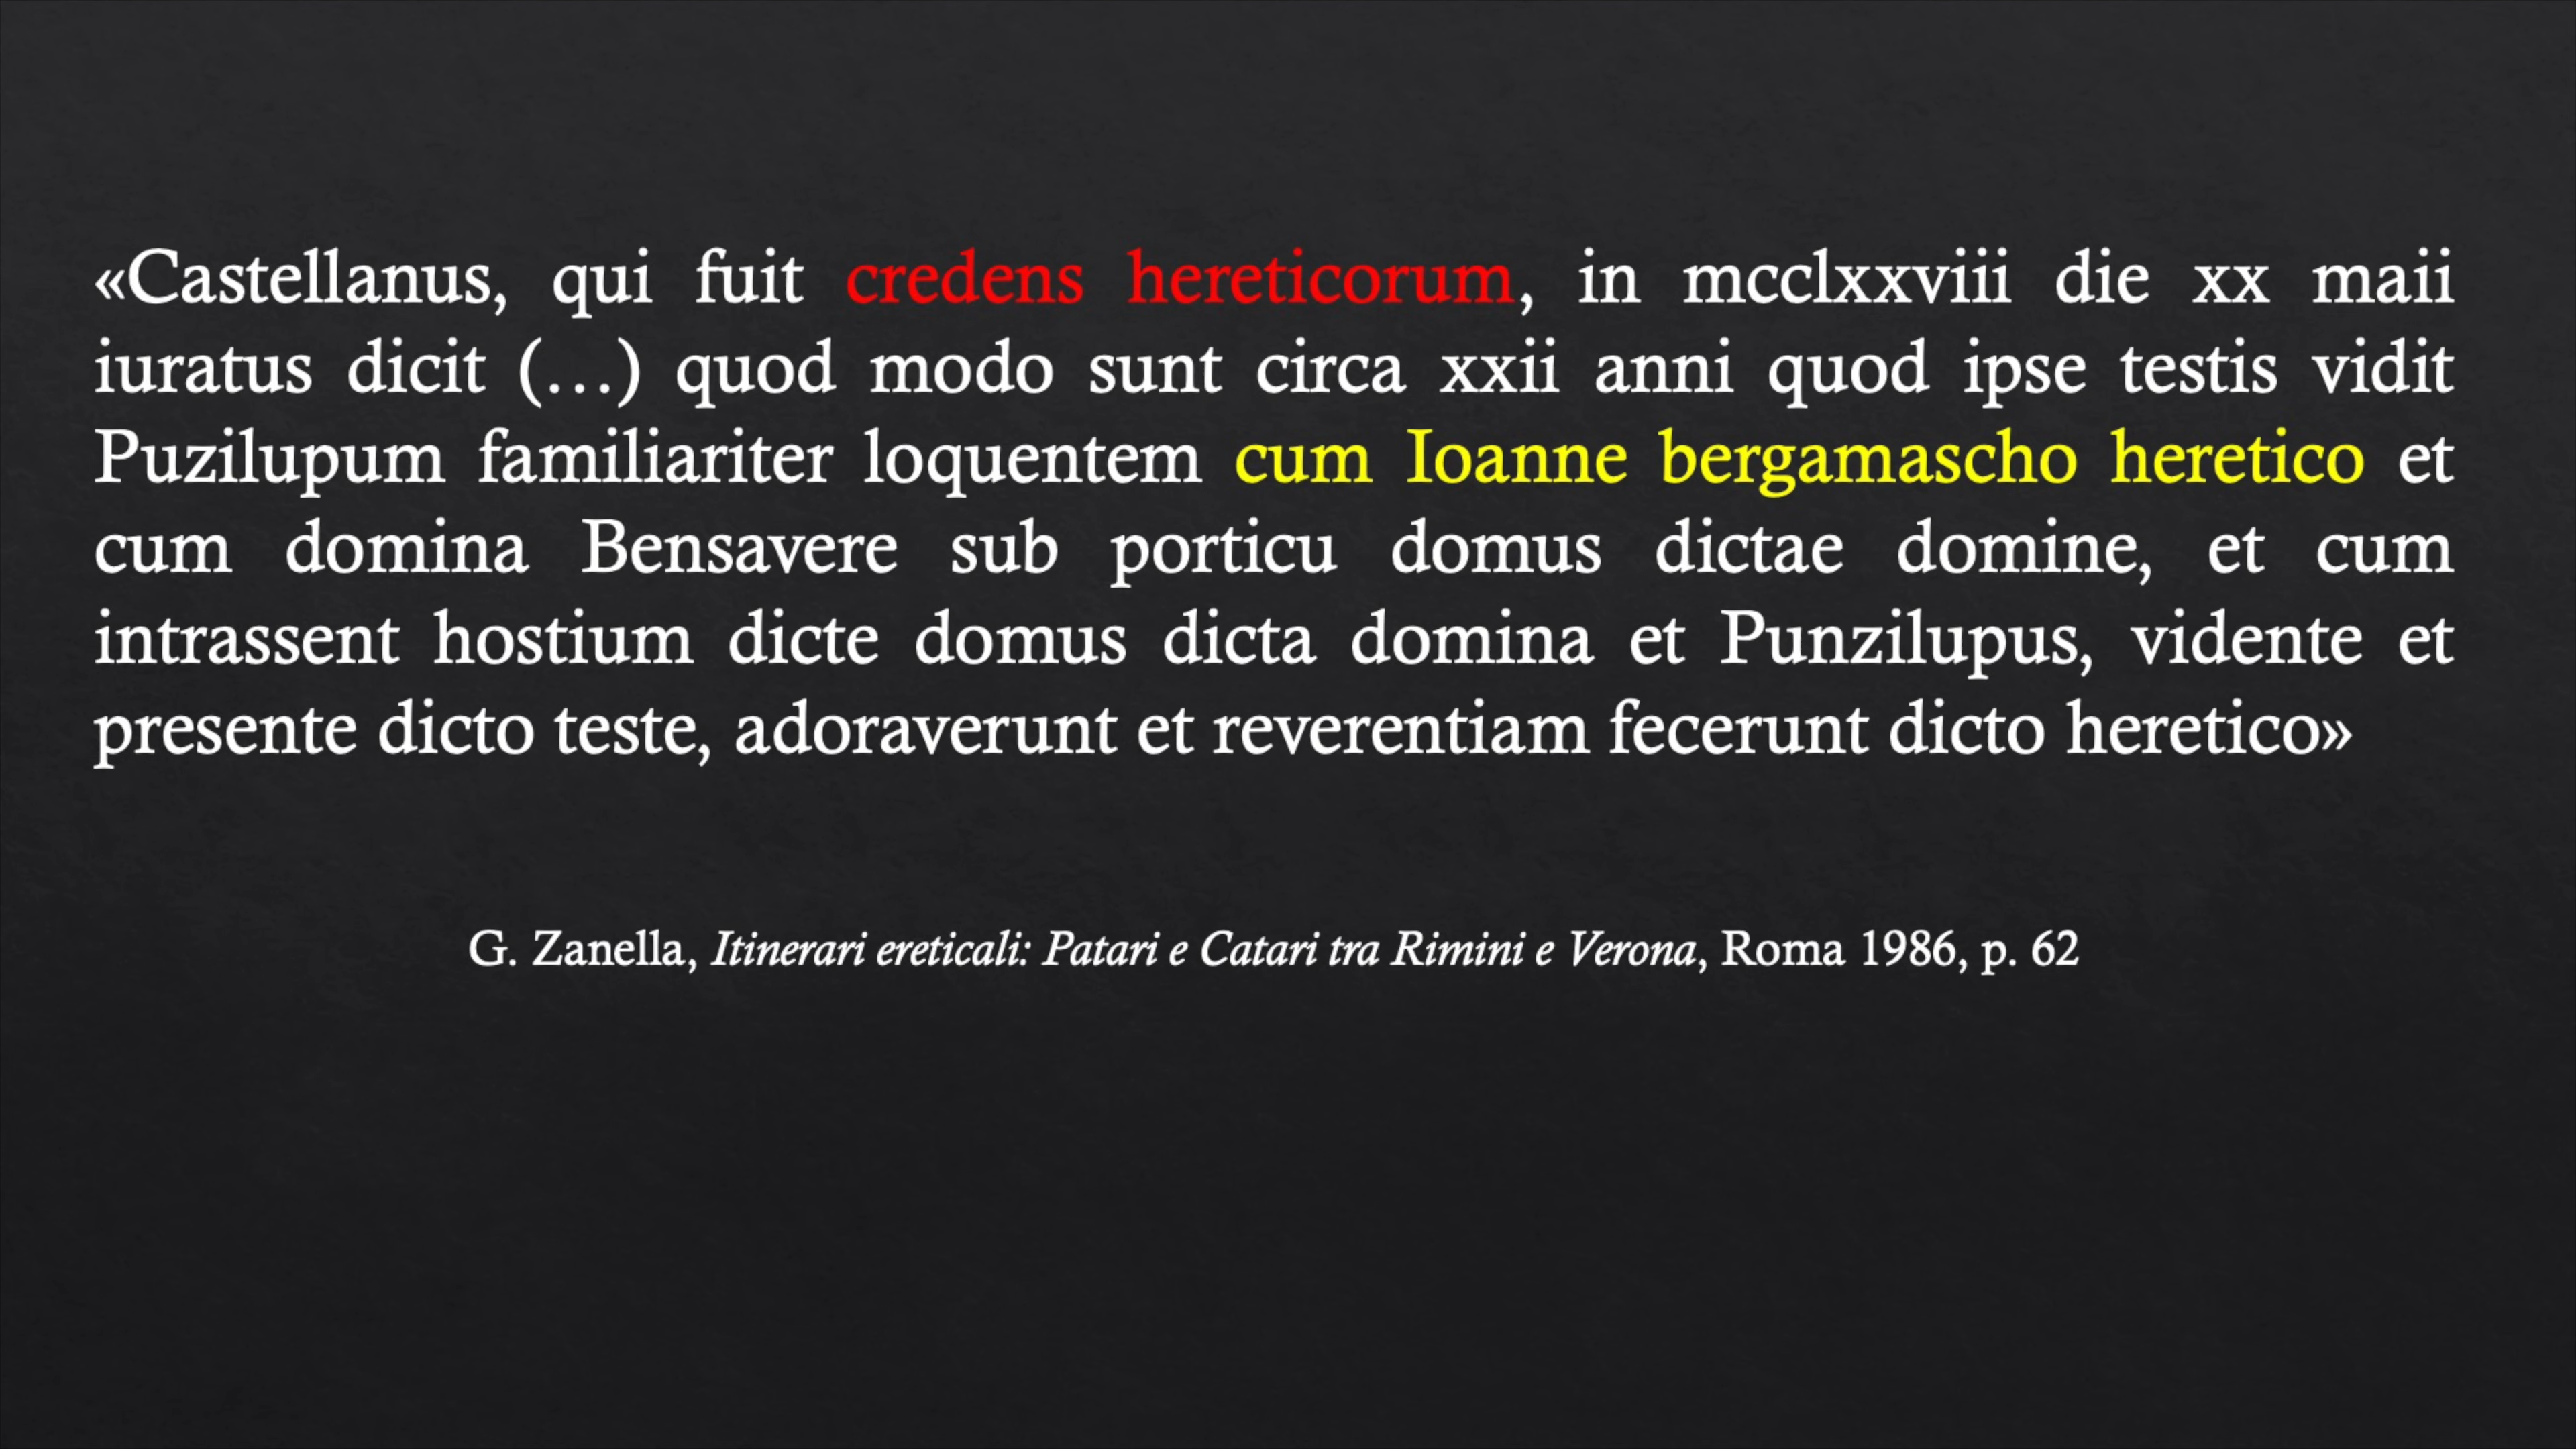 «Castellanus, qui fuit credens hereticorum, in mcclxxviii die xx maii
iuratus dicit (…) quod modo sunt circa xxii anni quod ipse testis vidit
Puzilupum familiariter loquentem cum Ioanne bergamascho heretico et
cum domina Bensavere sub porticu domus dictae domine, et cum
intrassent hostium dicte domus dicta domina et Punzilupus, vidente et
presente dicto teste, adoraverunt et reverentiam fecerunt dicto heretico»
G. Zanella, Itinerari ereticali: Patari e Catari tra Rimini e Verona, Roma 1986, p. 62